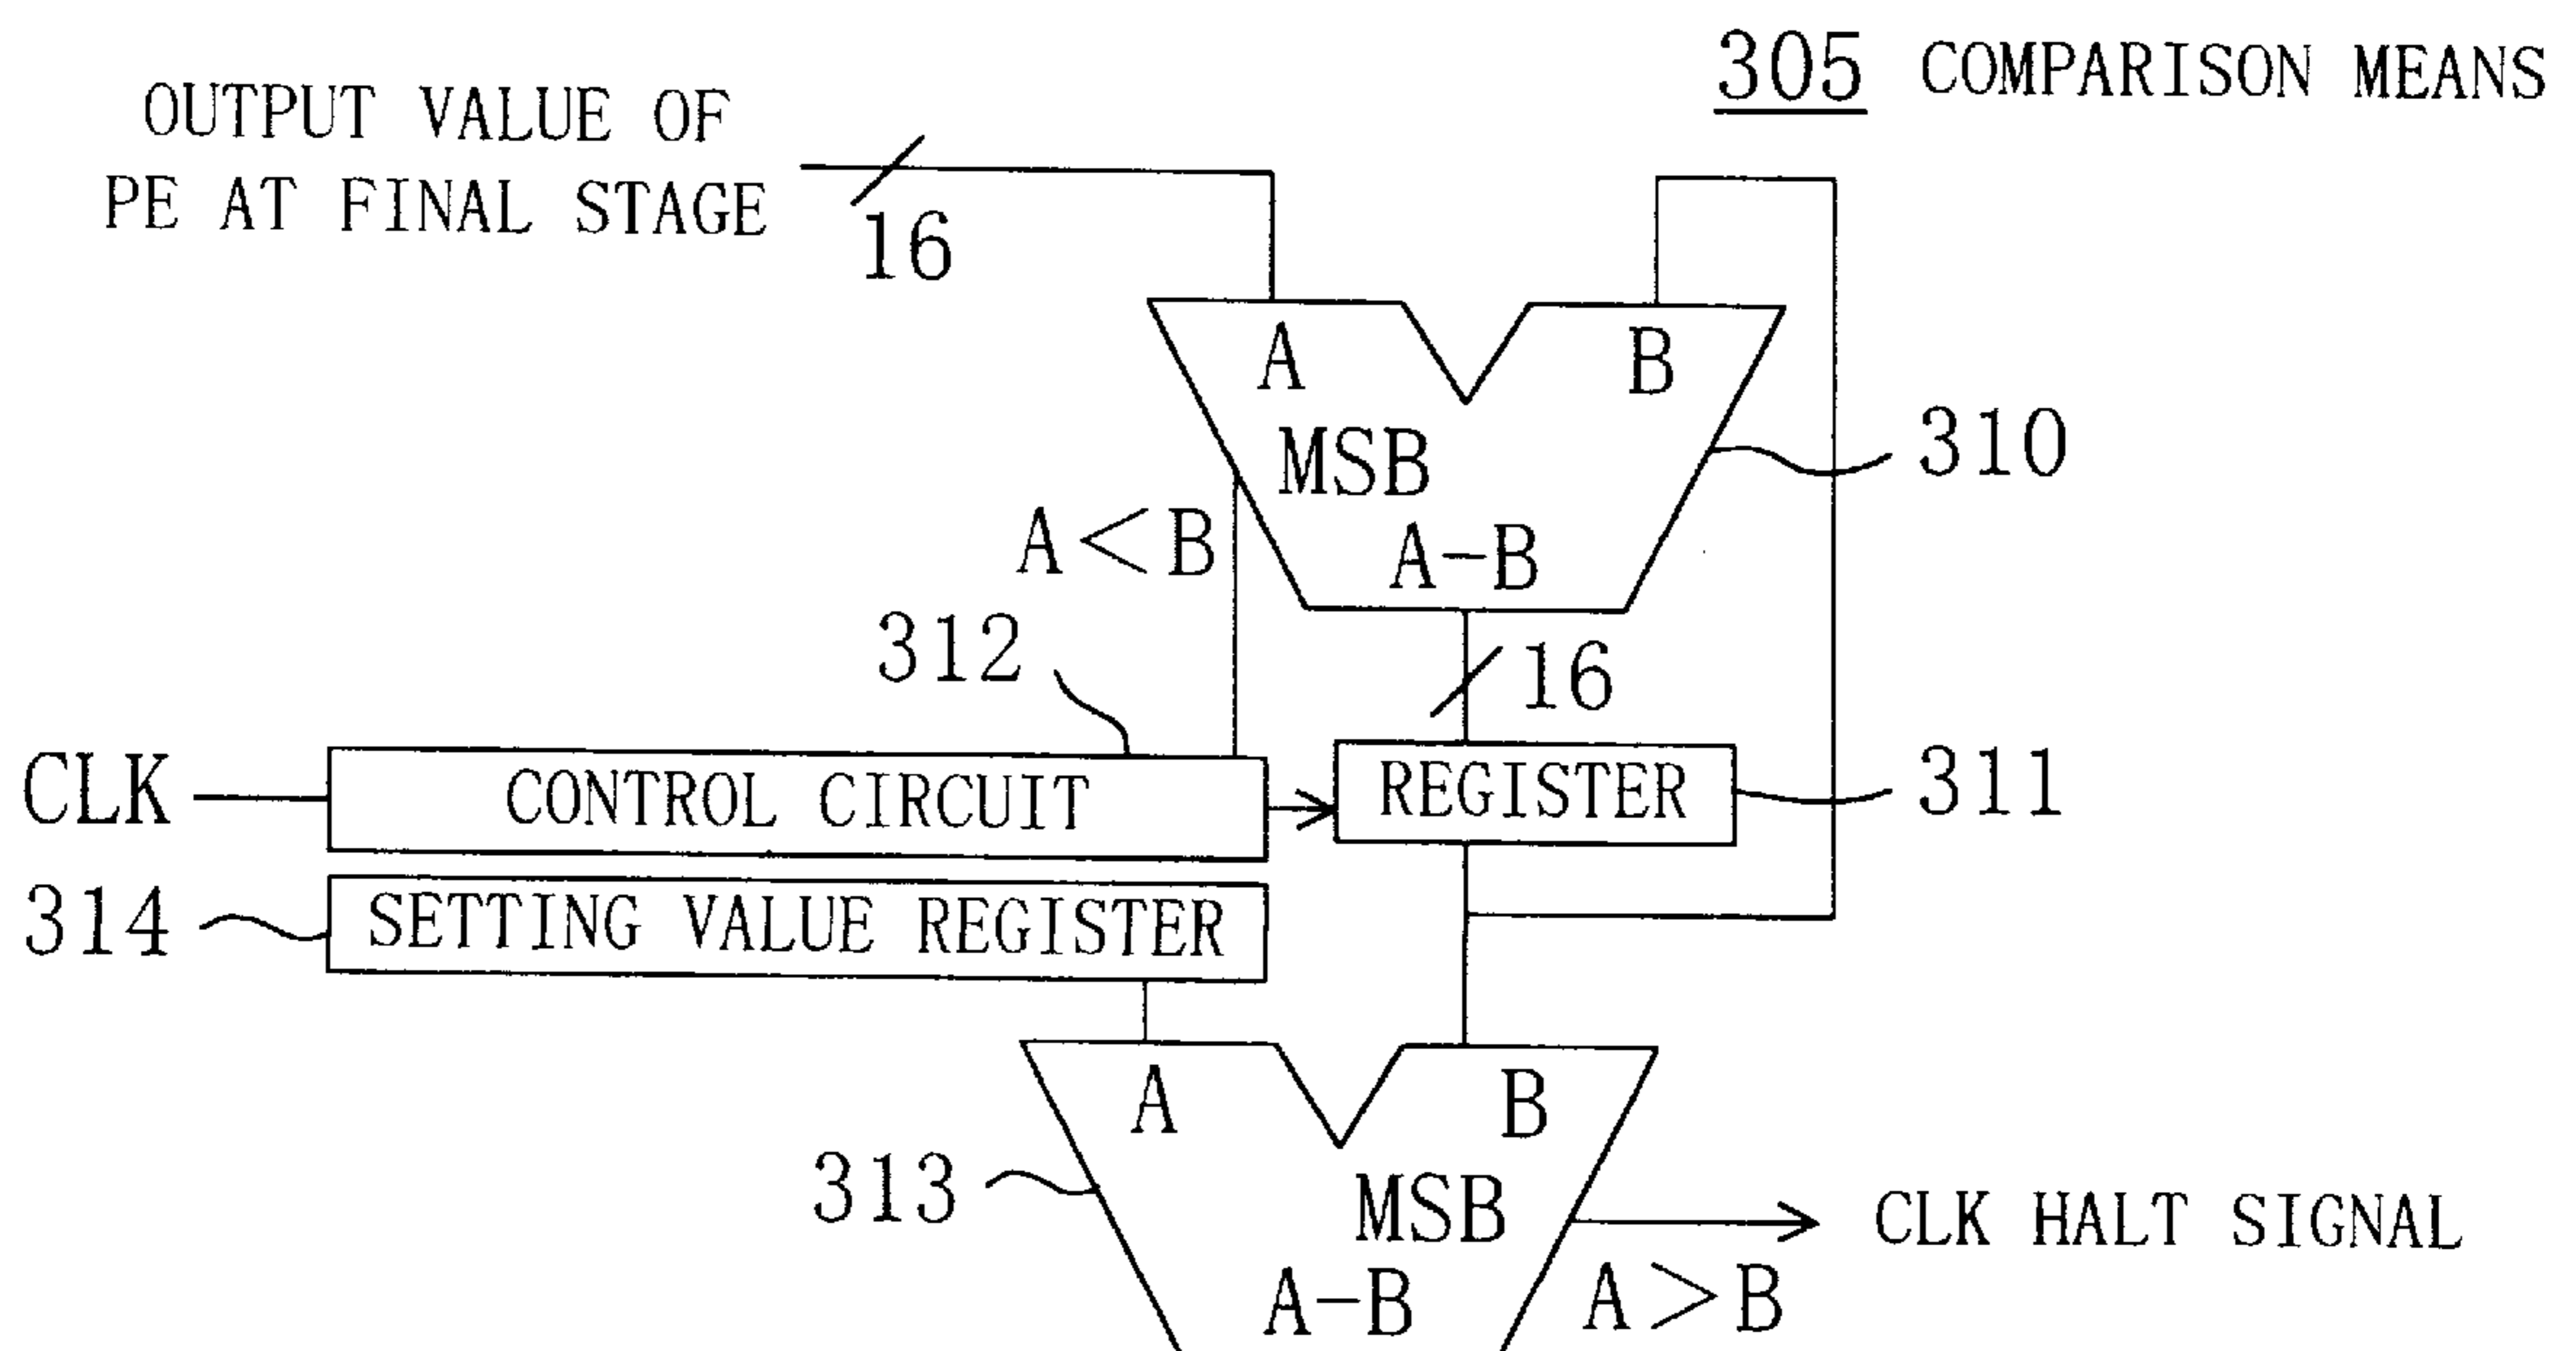 305 COMPARISON MEANS
OUTPUT VALUE OF
PE AT FINAL STAGE
16
A
B
MSB
A-B
310
A<B
312
16
CLK
CONTROL CIRCUIT
REGISTER
311
314
SETTING VALUE REGISTER
A
B
313
MSB
A-B
A>B
CLK HALT SIGNAL